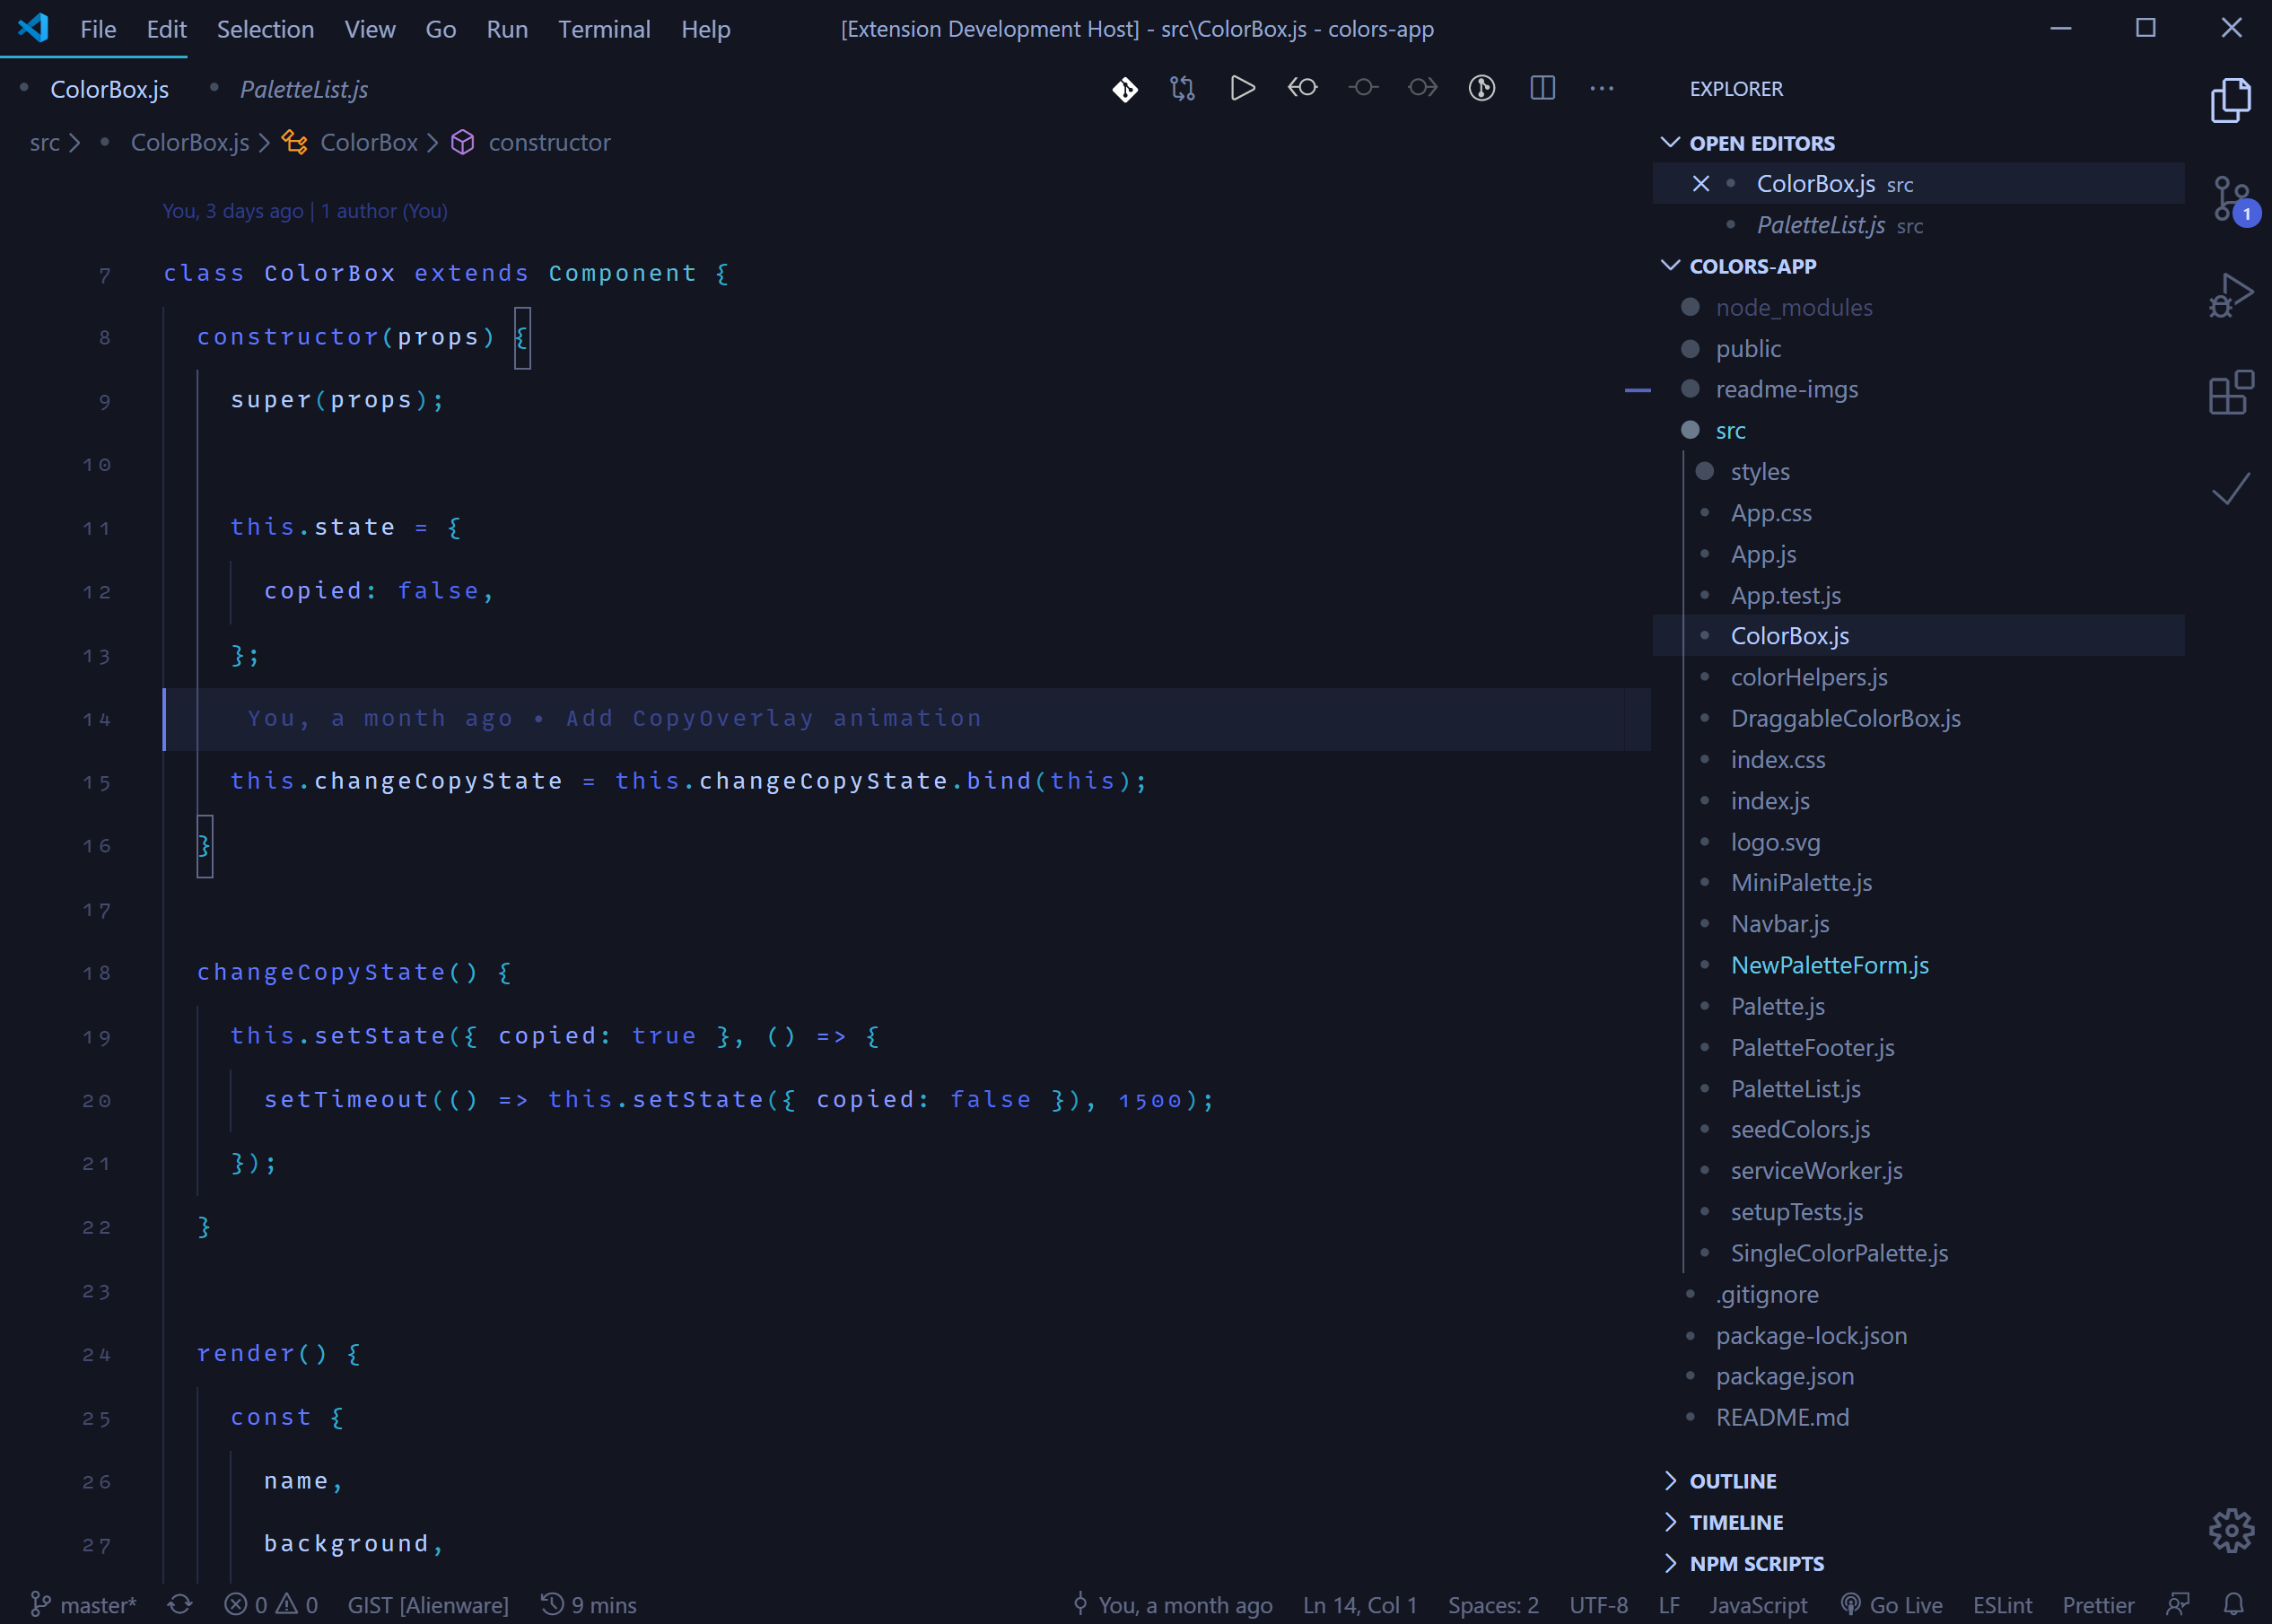 File Edit Selection View Go Run Terminal Help [Extension Development Host] - src\ColorBox.js - colors-app
ColorBox.js PaletteList.js
src ColorBox.js ColorBox constructor
You, 3 days ago | 1 author (You)
7 class ColorBox extends Component {
8 constructor(props) {
9 super(props);
10
11 this.state = {
12 copied: false,
13 };
14 You, a month ago • Add CopyOverlay animation
15 this.changeCopyState = this.changeCopyState.bind(this);
16 }
17
18 changeCopyState() {
19 this.setState({ copied: true }, () => {
20 setTimeout(() => this.setState({ copied: false }), 1500);
21 });
22 }
23
24 render() {
25 const {
26 name,
27 background,
EXPLORER
OPEN EDITORS
ColorBox.js src
PaletteList.js src
COLORS-APP
node_modules
public
readme-imgs
src
styles
App.css
App.js
App.test.js
ColorBox.js
colorHelpers.js
DraggableColorBox.js
index.css
index.js
logo.svg
MiniPalette.js
Navbar.js
NewPaletteForm.js
Palette.js
PaletteFooter.js
PaletteList.js
seedColors.js
serviceWorker.js
setupTests.js
SingleColorPalette.js
.gitignore
package-lock.json
package.json
README.md
OUTLINE
TIMELINE
NPM SCRIPTS
1
master* 0 0 GIST [Alienware] 9 mins You, a month ago Ln 14, Col 1 Spaces: 2 UTF-8 LF JavaScript Go Live ESLint Prettier